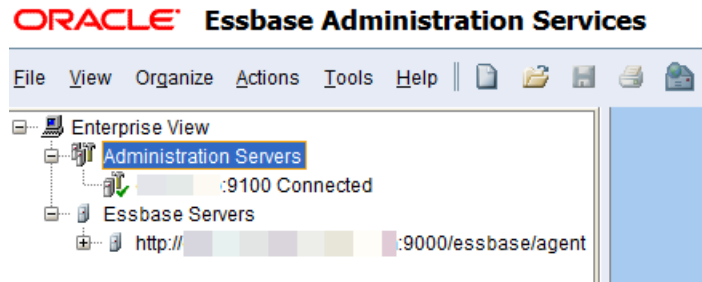 ORACLE Essbase Administration Services
File View Organize Actions Tools Help
Enterprise View
Administration Servers
:9100 Connected
Essbase Servers
http:// :9000/essbase/agent